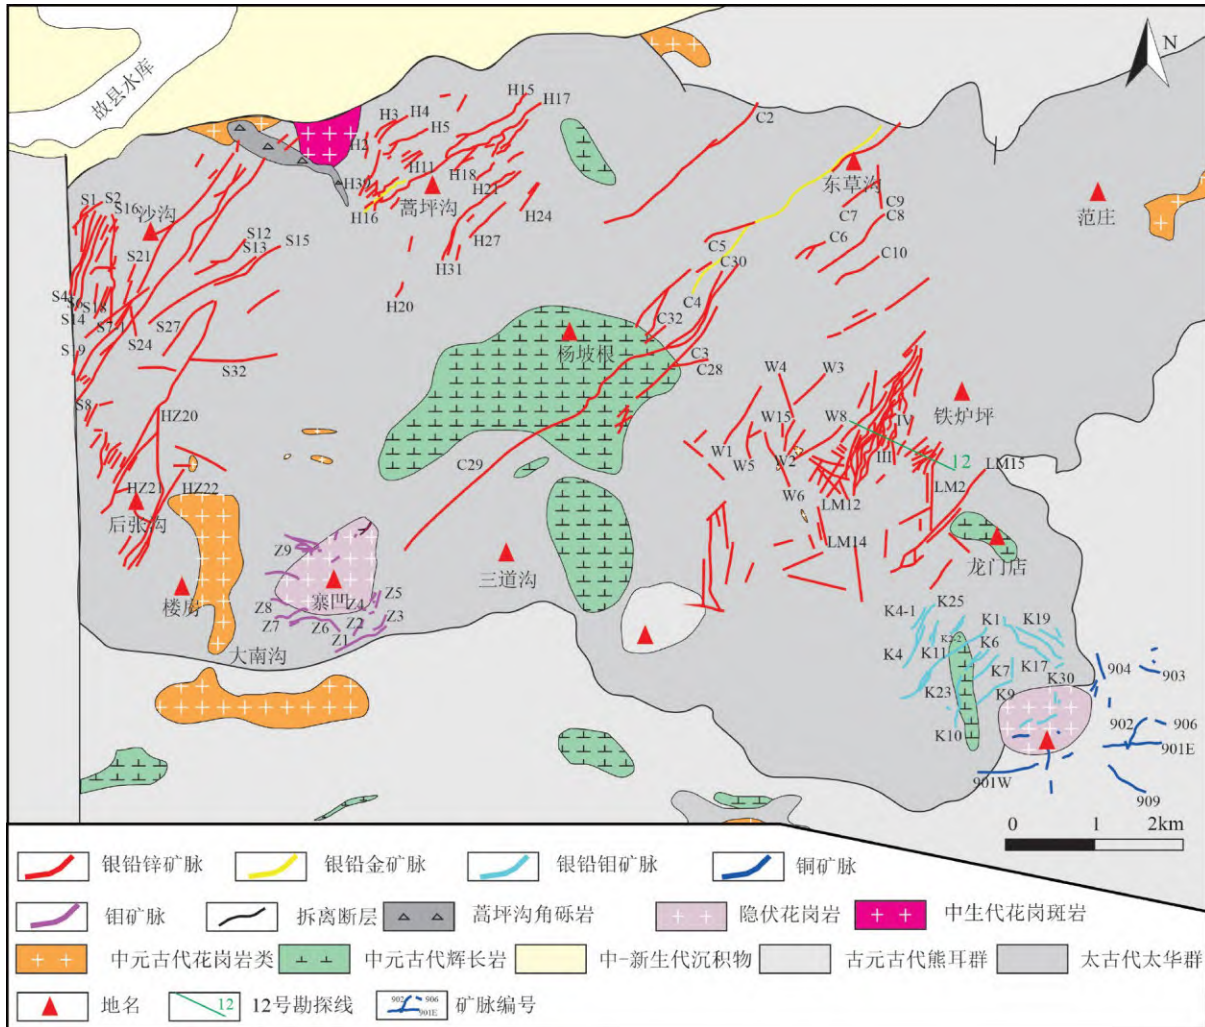 N
故县水库
H15
H17
H4
H3
H5
H2
C2
H11
H18
H30
H21
H16
蒿坪沟
H24
H27
H31
H20
东草沟
C9
C7
C8
C6
C10
C5
C30
C4
C32
C3
C28
范庄
S1
S2
S16
沙沟
S12
S13
S15
S21
S4
S6
S18
S14
S7-1
S27
S24
S19
S32
S8
杨坡根
W4
W3
W15
W8
IV
铁炉坪
W1
W2
III
W5
12
LM15
HZ20
C29
W6
LM2
HZ21
HZ22
LM12
后张沟
LM14
龙门店
Z9
三道沟
楼房
寨凹
Z5
Z4
Z8
Z3
Z7
Z6
Z2
Z1
大南沟
K25
K4-1
K1
K19
K2-2
K4
K11
K6
K17
904
903
K7
K30
K23
K9
K10
902
906
901E
901W
909
0 1 2km
银铅锌矿脉
银铅金矿脉
银铅钼矿脉
铜矿脉
钼矿脉
拆离断层
蒿坪沟角砾岩
隐伏花岗岩
中生代花岗斑岩
中元古代花岗岩类
中元古代辉长岩
中-新生代沉积物
古元古代熊耳群
太古代太华群
地名
12
12号勘探线
902 906
901E
矿脉编号